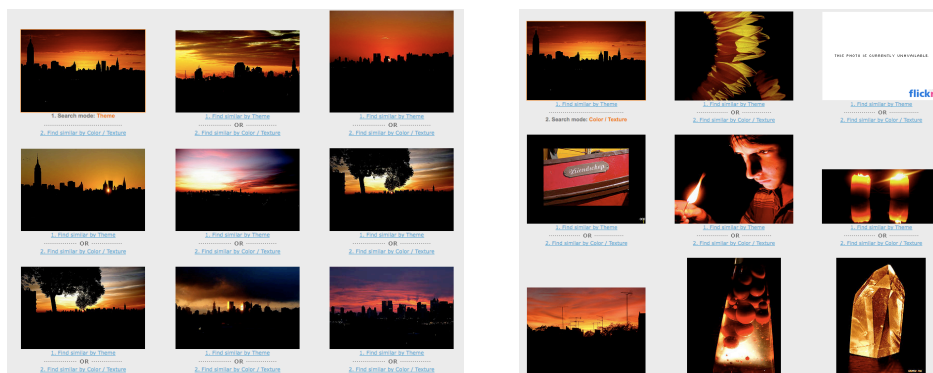 1. Search mode: Theme
OR
2. Find similar by Color / Texture
1. Find similar by Theme
OR
2. Find similar by Color / Texture
1. Find similar by Theme
OR
2. Find similar by Color / Texture
1. Find similar by Theme
OR
2. Find similar by Color / Texture
1. Find similar by Theme
OR
2. Find similar by Color / Texture
1. Find similar by Theme
OR
2. Find similar by Color / Texture
1. Find similar by Theme
OR
2. Find similar by Color / Texture
1. Find similar by Theme
OR
2. Find similar by Color / Texture
1. Find similar by Theme
OR
2. Find similar by Color / Texture
1. Find similar by Theme
OR
2. Search mode: Color / Texture
1. Find similar by Theme
OR
2. Find similar by Color / Texture
THIS PHOTO IS CURRENTLY UNAVAILABLE.
flickr
1. Find similar by Theme
OR
2. Find similar by Color / Texture
Friendship
1. Find similar by Theme
OR
2. Find similar by Color / Texture
1. Find similar by Theme
OR
2. Find similar by Color / Texture
1. Find similar by Theme
OR
2. Find similar by Color / Texture